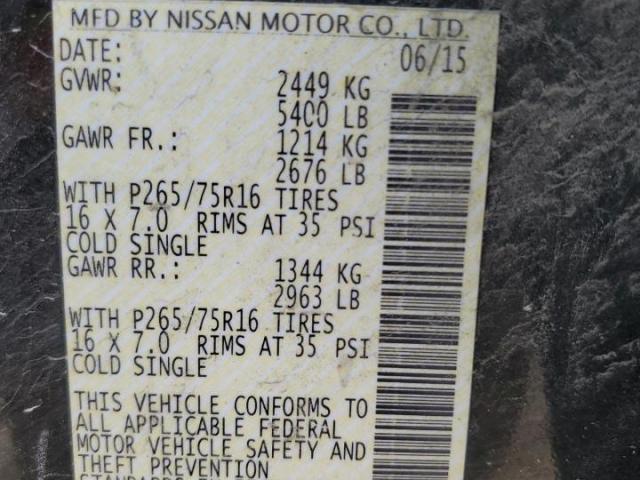 MFD BY NISSAN MOTOR CO., LTD.
DATE: 06/15
GVWR: 2449 KG
5400 LB
GAWR FR.: 1214 KG
2676 LB
WITH P265/75R16 TIRES
16 X 7.0 RIMS AT 35 PSI
COLD SINGLE
GAWR RR.: 1344 KG
2963 LB
WITH P265/75R16 TIRES
16 X 7.0 RIMS AT 35 PSI
COLD SINGLE
THIS VEHICLE CONFORMS TO
ALL APPLICABLE FEDERAL
MOTOR VEHICLE SAFETY AND
THEFT PREVENTION